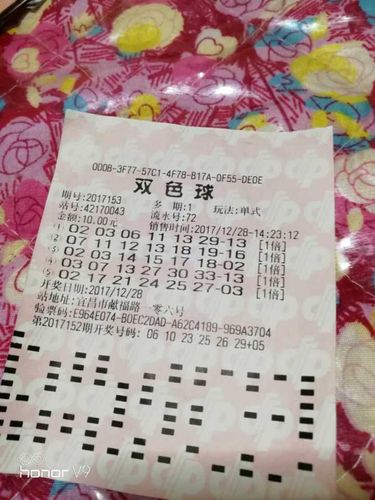 000B-3F77-57C1-4F78-B17A-0F55-DE0E
双色球
期号:2017153 多 期:1 玩法:单式
站号:42170043 流水号:72
金额:10.00元 销售时间:2017/12/28-14:23:12
(1) 02 03 06 11 13 29-13 [1倍]
(2) 07 11 12 13 18 19-16 [1倍]
(3) 02 03 14 15 17 18-02 [1倍]
(4) 03 07 13 27 30 33-13 [1倍]
(5) 02 17 21 24 25 27-03 [1倍]
开奖日期:2017/12/28
站地址:宜昌市献福路一零六号
验票码:E964E074-B0EC2DAD-A62C4189-969A3704
第2017152期开奖号码: 06 10 23 25 26 29+05
honor V9